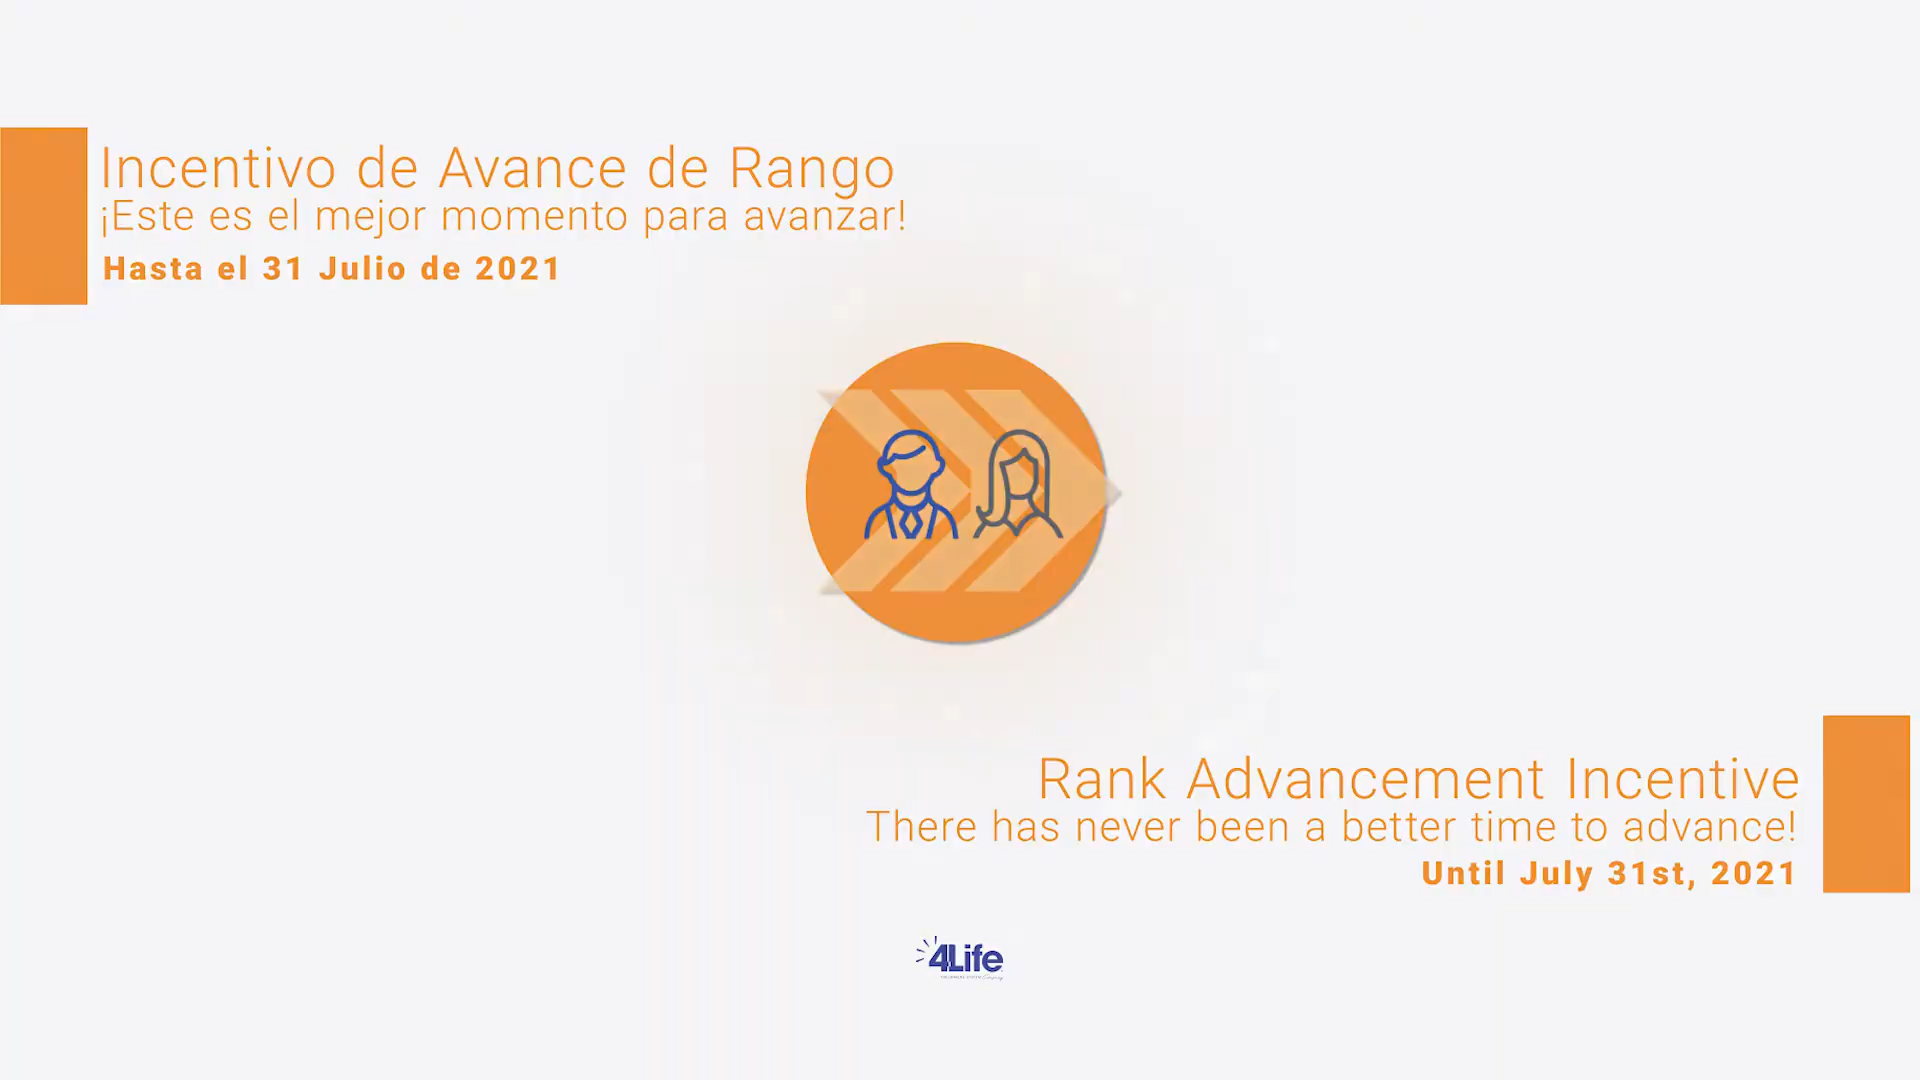 Incentivo de Avance de Rango
¡Este es el mejor momento para avanzar!
Hasta el 31 Julio de 2021
Rank Advancement Incentive
There has never been a better time to advance!
Until July 31st, 2021
4Life